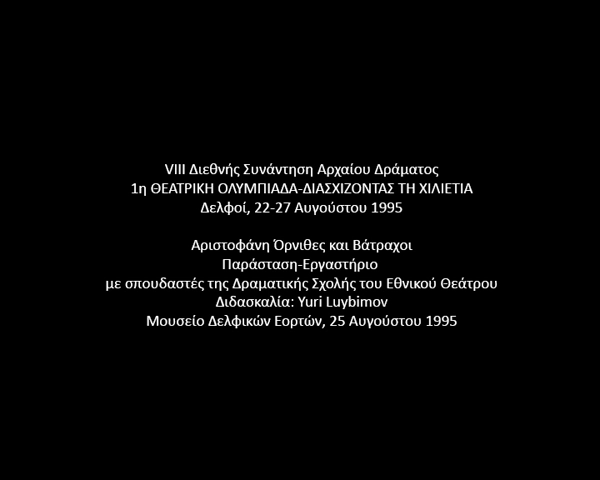 VIII Διεθνής Συνάντηση Αρχαίου Δράματος
1η ΘΕΑΤΡΙΚΗ ΟΛΥΜΠΙΑΔΑ-ΔΙΑΣΧΙΖΟΝΤΑΣ ΤΗ ΧΙΛΙΕΤΙΑ
Δελφοί, 22-27 Αυγούστου 1995
Αριστοφάνη Όρνιθες και Βάτραχοι
Παράσταση-Εργαστήριο
με σπουδαστές της Δραματικής Σχολής του Εθνικού Θεάτρου
Διδασκαλία: Yuri Luybimov
Μουσείο Δελφικών Εορτών, 25 Αυγούστου 1995